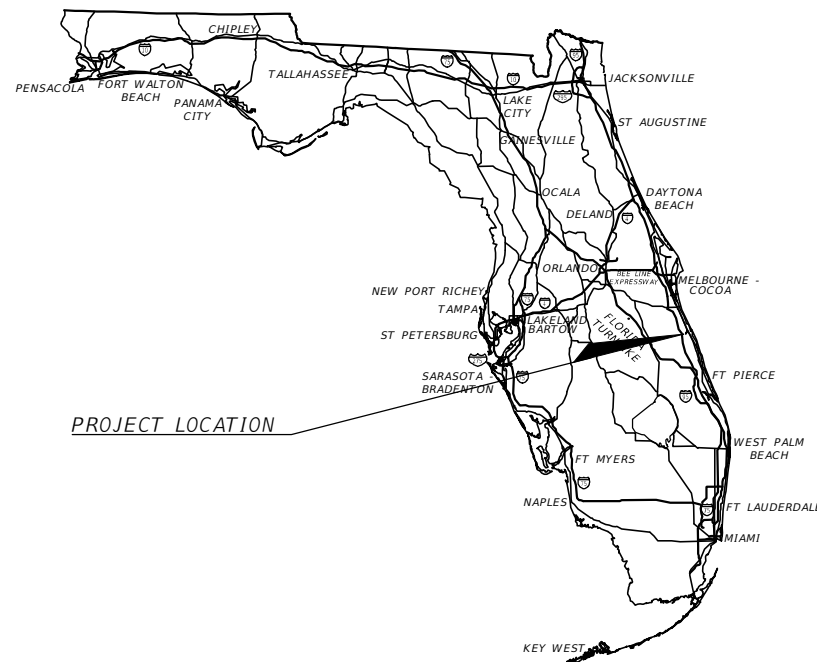 CHIPLEY
PENSACOLA
FORT WALTON
BEACH
PANAMA
CITY
TALLAHASSEE
LAKE
CITY
JACKSONVILLE
ST AUGUSTINE
GAINESVILLE
OCALA
DAYTONA
BEACH
DELAND
ORLANDO
BEE LINE
EXPRESSWAY
MELBOURNE -
COCOA
NEW PORT RICHEY
TAMPA
LAKELAND
BARTOW
ST PETERSBURG
FLORIDA
TURNPIKE
SARASOTA -
BRADENTON
FT PIERCE
PROJECT LOCATION
WEST PALM
BEACH
FT MYERS
NAPLES
FT LAUDERDALE
MIAMI
KEY WEST